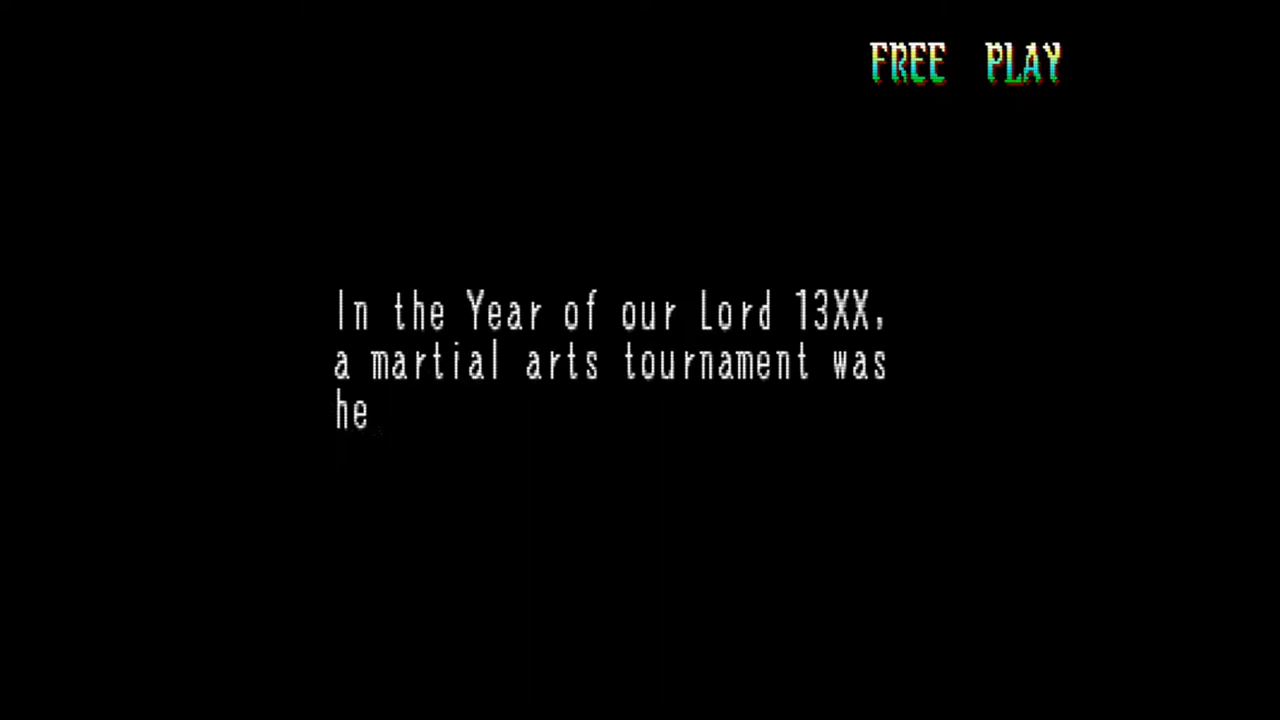 FREE PLAY
In the Year of our Lord 13XX,
a martial arts tournament was
he